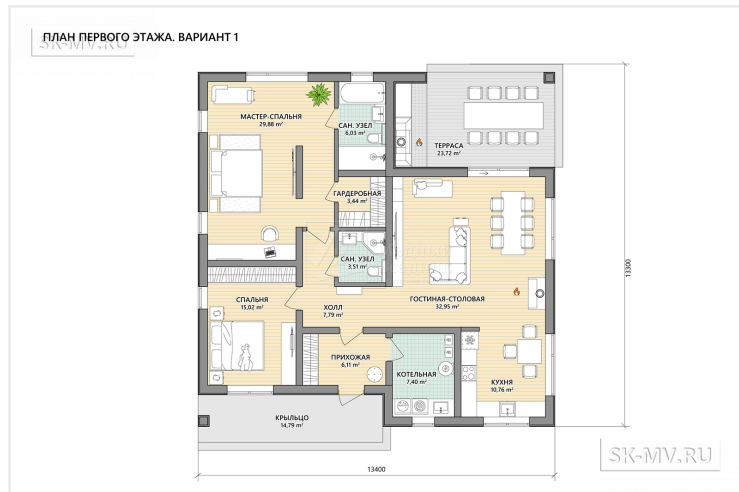 ПЛАН ПЕРВОГО ЭТАЖА. ВАРИАНТ 1
SK-MV.RU
МАСТЕР-СПАЛЬНЯ
29,88 m²
САН. УЗЕЛ
6,03 m²
ТЕРРАСА
23,72 m²
ГАРДЕРОБНАЯ
3,44 m²
САН. УЗЕЛ
3,51 m²
СПАЛЬНЯ
15,02 m²
ХОЛЛ
7,79 m²
ГОСТИНАЯ-СТОЛОВАЯ
32,95 m²
13300
ПРИХОЖАЯ
6,11 m²
КОТЕЛЬНАЯ
7,40 m²
КУХНЯ
10,76 m²
КРЫЛЬЦО
14,79 m²
SK-MV.RU
13400